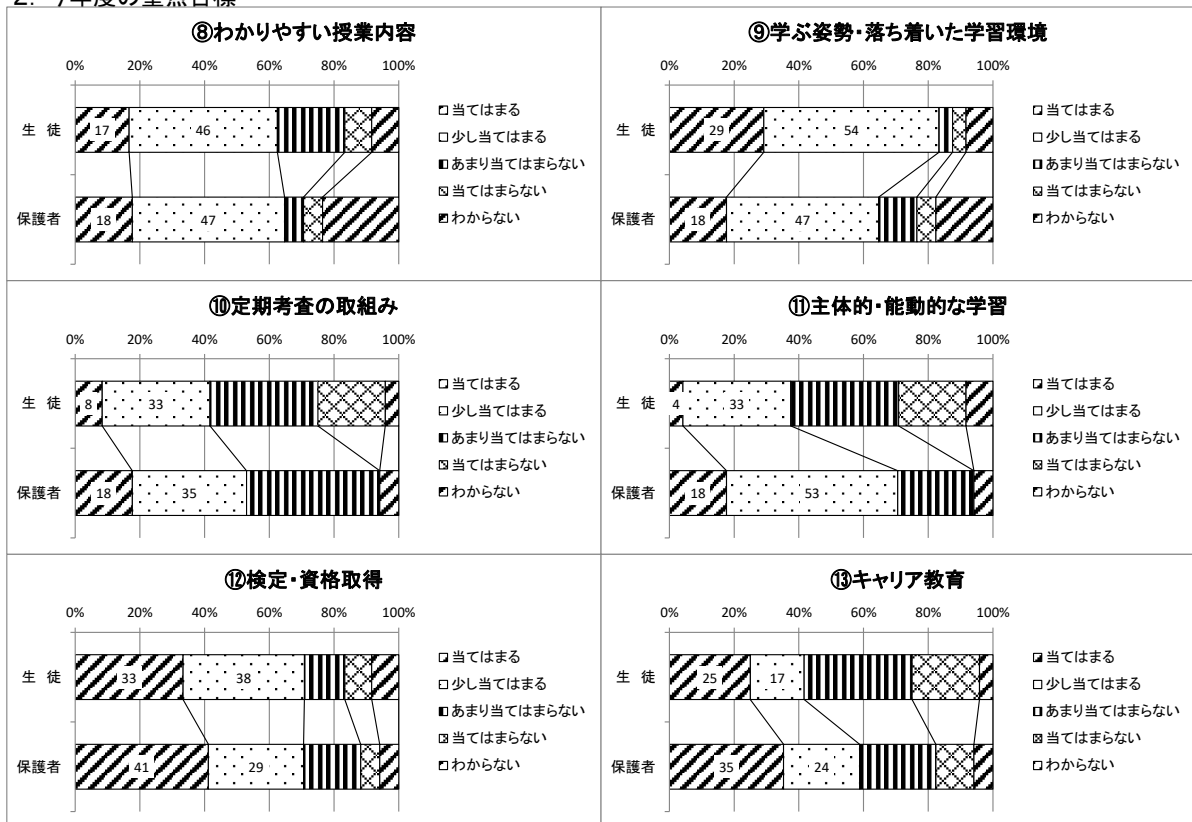 2. 今年度の重点目標
⑧わかりやすい授業内容
0% 20% 40% 60% 80% 100%
生 徒 17 46
保護者 18 47
当てはまる
少し当てはまる
あまり当てはまらない
当てはまらない
わからない
⑨学ぶ姿勢・落ち着いた学習環境
0% 20% 40% 60% 80% 100%
生 徒 29 54
保護者 18 47
当てはまる
少し当てはまる
あまり当てはまらない
当てはまらない
わからない
⑩定期考査の取組み
0% 20% 40% 60% 80% 100%
生 徒 8 33
保護者 18 35
当てはまる
少し当てはまる
あまり当てはまらない
当てはまらない
わからない
⑪主体的・能動的な学習
0% 20% 40% 60% 80% 100%
生 徒 4 33
保護者 18 53
当てはまる
少し当てはまる
あまり当てはまらない
当てはまらない
わからない
⑫検定・資格取得
0% 20% 40% 60% 80% 100%
生 徒 33 38
保護者 41 29
当てはまる
少し当てはまる
あまり当てはまらない
当てはまらない
わからない
⑬キャリア教育
0% 20% 40% 60% 80% 100%
生 徒 25 17
保護者 35 24
当てはまる
少し当てはまる
あまり当てはまらない
当てはまらない
わからない